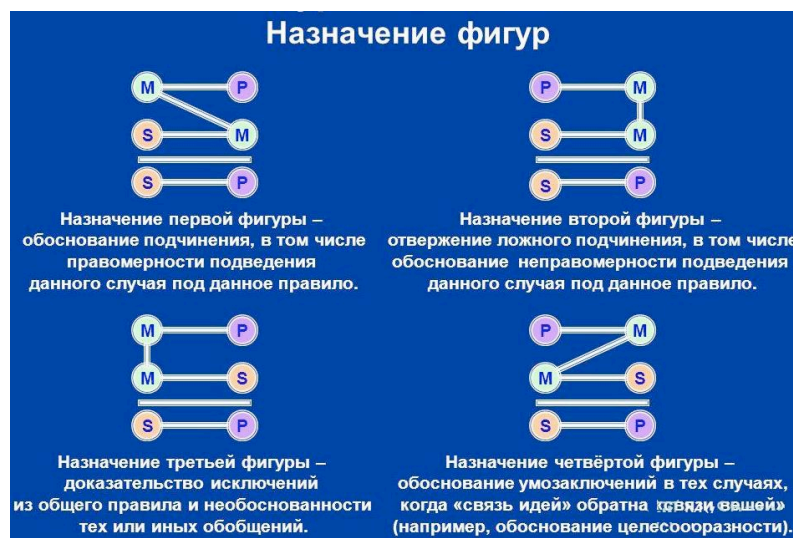 Назначение фигур
M P
S M
S P
Назначение первой фигуры –
обоснование подчинения, в том числе
правомерности подведения
данного случая под данное правило.
P M
S M
S P
Назначение второй фигуры –
отвержение ложного подчинения, в том числе
обоснование неправомерности подведения
данного случая под данное правило.
M P
M S
S P
Назначение третьей фигуры –
доказательство исключений
из общего правила и необоснованности
тех или иных обобщений.
P M
M S
S P
Назначение четвёртой фигуры –
обоснование умозаключений в тех случаях,
когда «связь идей» обратна «связи
(например, обоснование целесообразности).